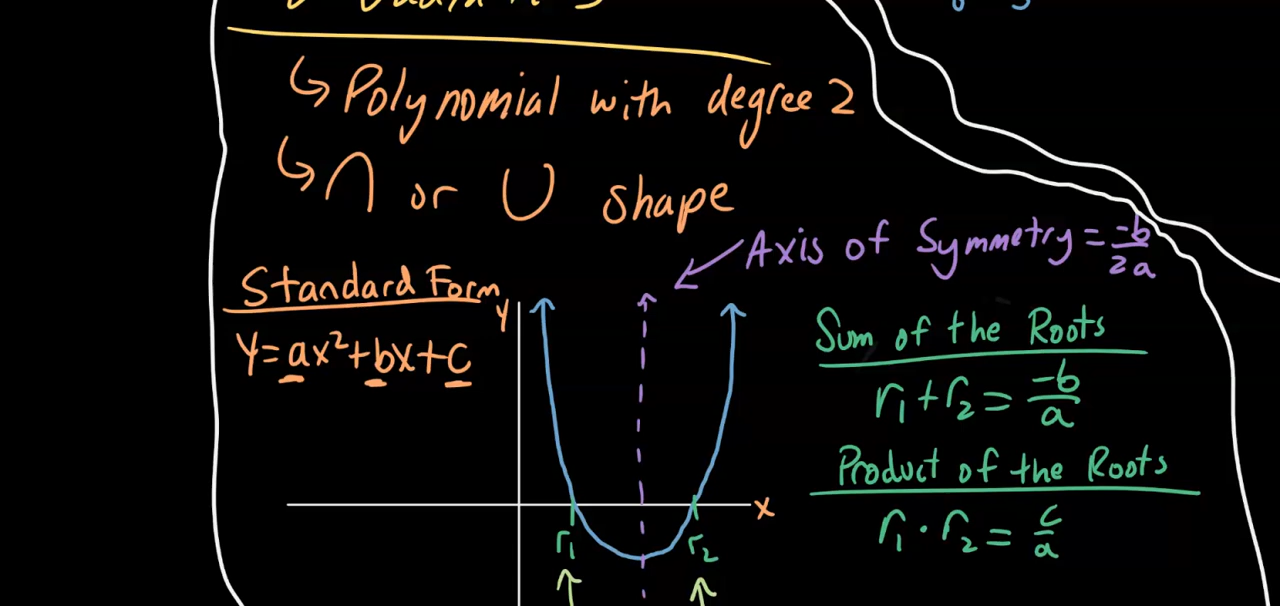 ↳ Polynomial with degree 2
↳ ∩ or U shape
Axis of Symmetry = -b/2a
Standard Form
y = ax² + bx + c
y
x
r₁
r₂
Sum of the Roots
r₁ + r₂ = -b/a
Product of the Roots
r₁ · r₂ = c/a